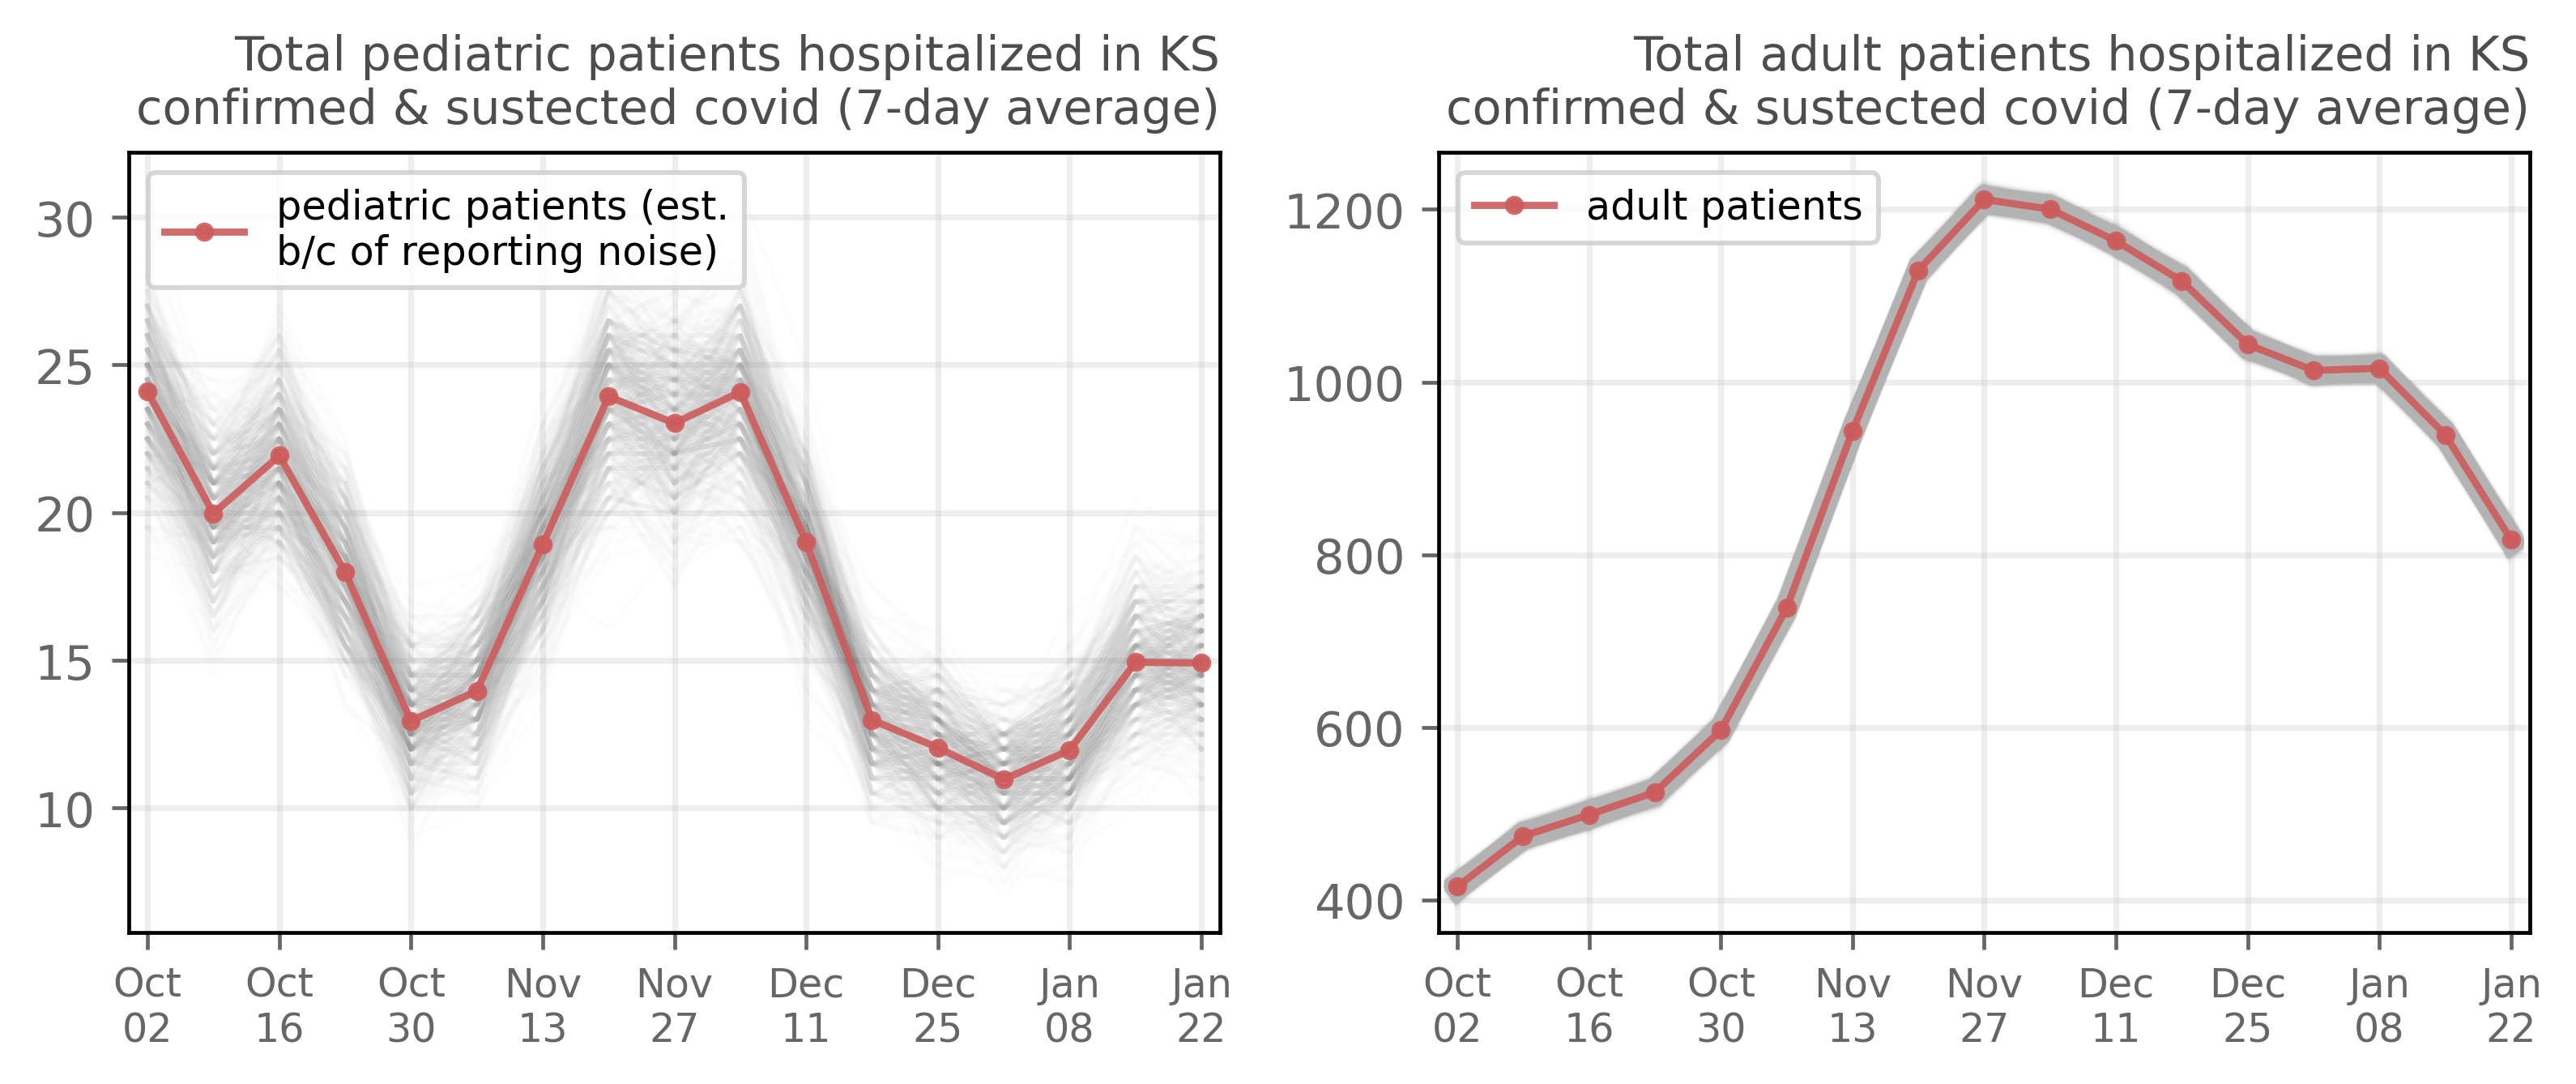 Total pediatric patients hospitalized in KS
confirmed & sustected covid (7-day average)
pediatric patients (est.
b/c of reporting noise)
30
25
20
15
10
Oct
02
Oct
16
Oct
30
Nov
13
Nov
27
Dec
11
Dec
25
Jan
08
Jan
22
Total adult patients hospitalized in KS
confirmed & sustected covid (7-day average)
adult patients
1200
1000
800
600
400
Oct
02
Oct
16
Oct
30
Nov
13
Nov
27
Dec
11
Dec
25
Jan
08
Jan
22